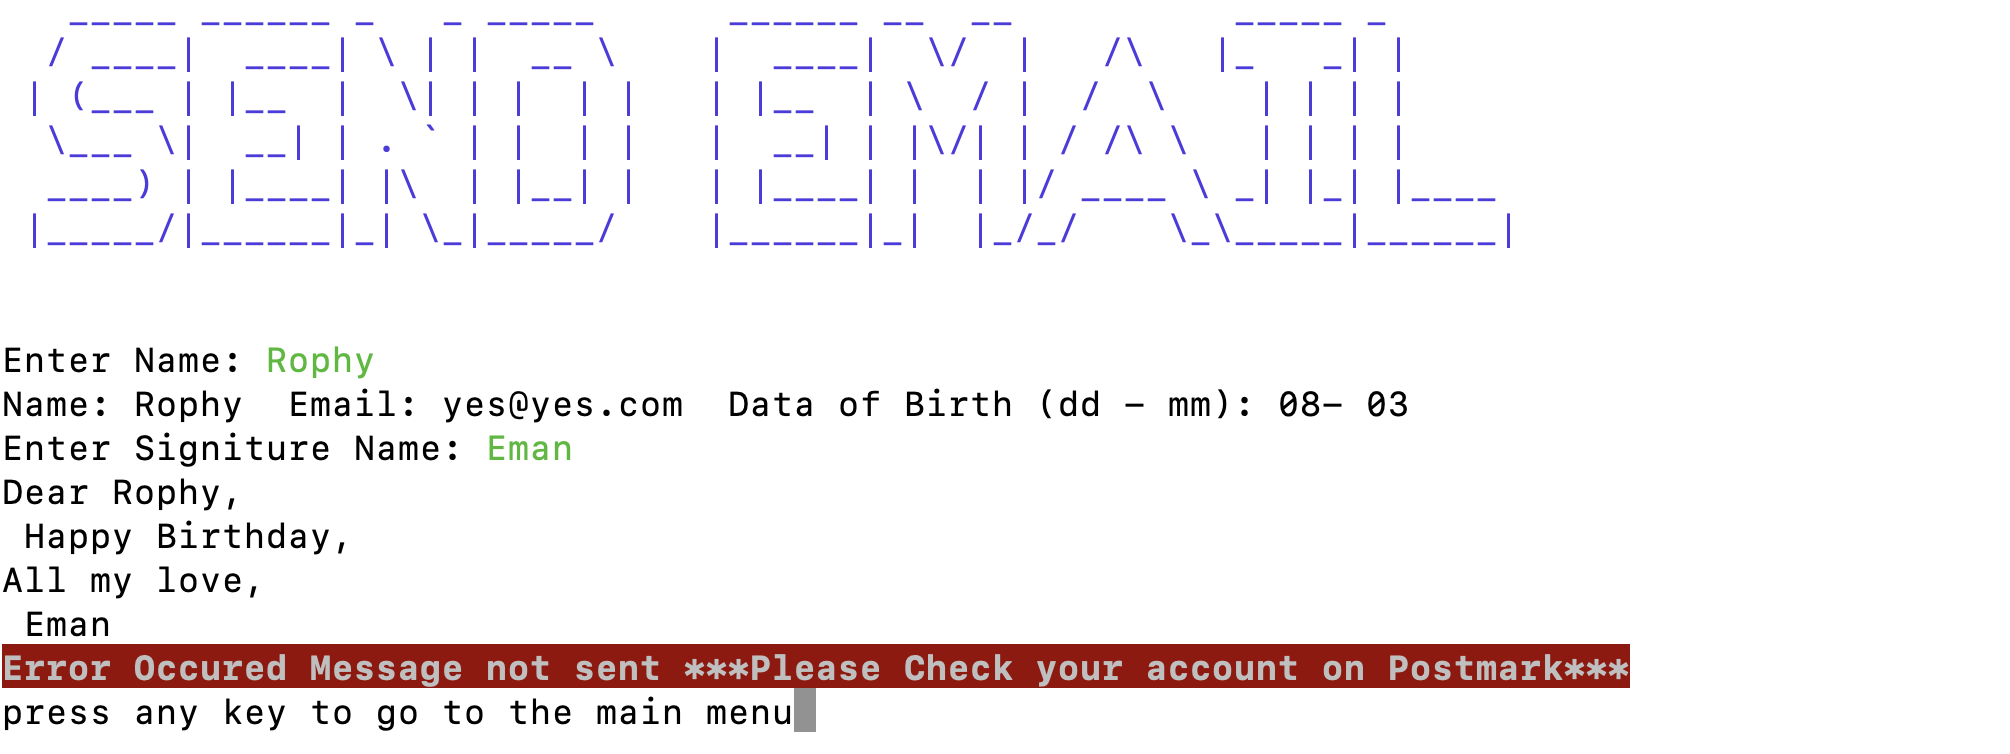 SEND EMAIL
Enter Name: Rophy
Name: Rophy  Email: yes@yes.com  Data of Birth (dd - mm): 08- 03
Enter Signiture Name: Eman
Dear Rophy,
 Happy Birthday,
All my love,
 Eman
Error Occured Message not sent ***Please Check your account on Postmark***
press any key to go to the main menu